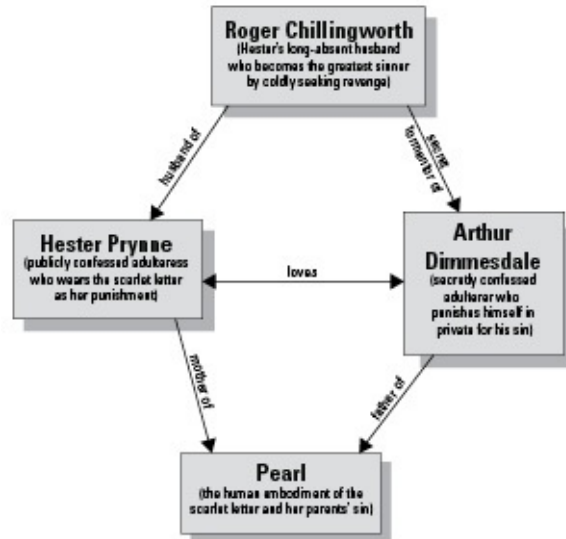 Roger Chillingworth
(Hester's long-absent husband
who becomes the greatest sinner
by coldly seeking revenge)
husband of
secret
tormentor of
Hester Prynne
(publicly confessed adulteress
who wears the scarlet letter
as her punishment)
loves
Arthur
Dimmesdale
(secretly confessed
adulterer who
punishes himself in
private for his sin)
mother of
father of
Pearl
(the human embodiment of the
scarlet letter and her parents' sin)